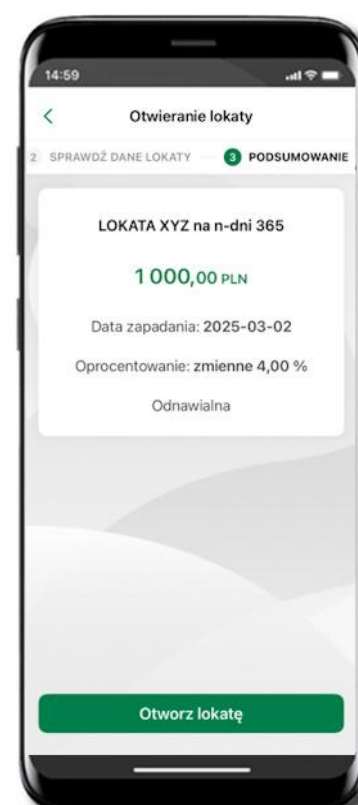 14:59
Otwieranie lokaty
2 SPRAWDŹ DANE LOKATY 3 PODSUMOWANIE
LOKATA XYZ na n-dni 365
1 000,00 PLN
Data zapadania: 2025-03-02
Oprocentowanie: zmienne 4,00 %
Odnawialna
Otworz lokatę